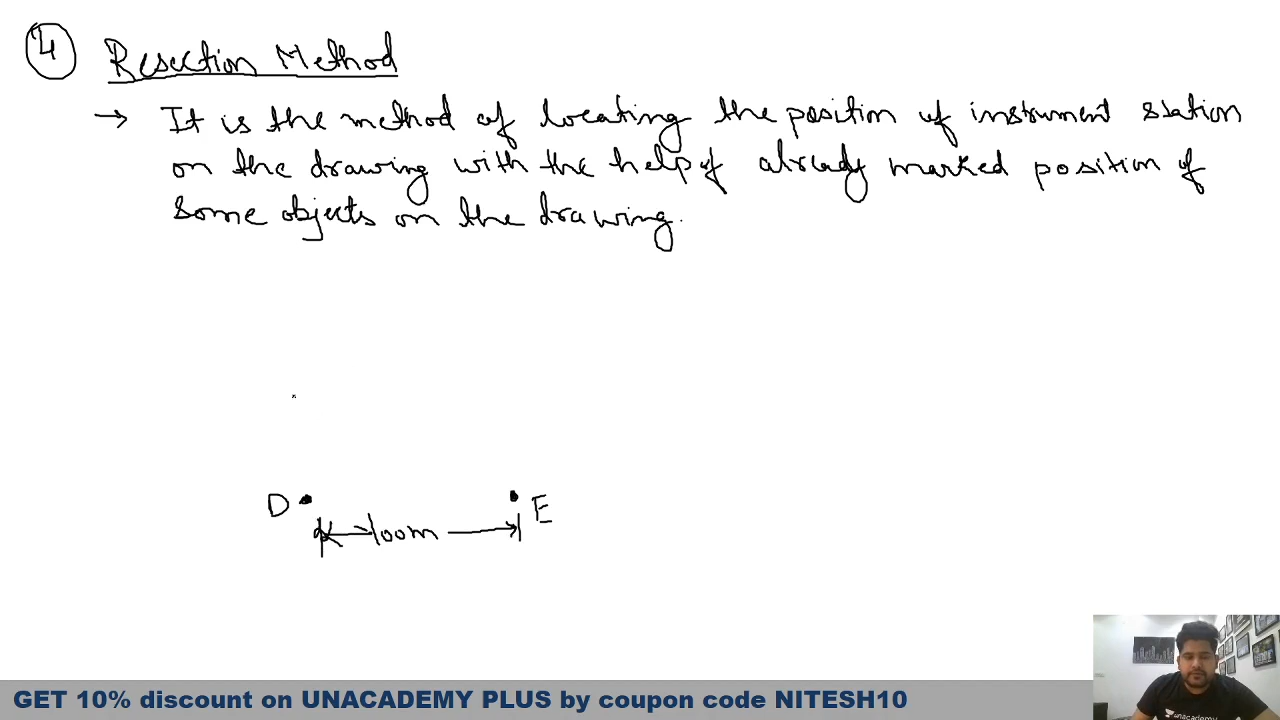 4 Resection Method
→ It is the method of locating the position of instrument station
on the drawing with the help of already marked position of
some objects on the drawing.
D E
100m
unacademy
GET 10% discount on UNACADEMY PLUS by coupon code NITESH10